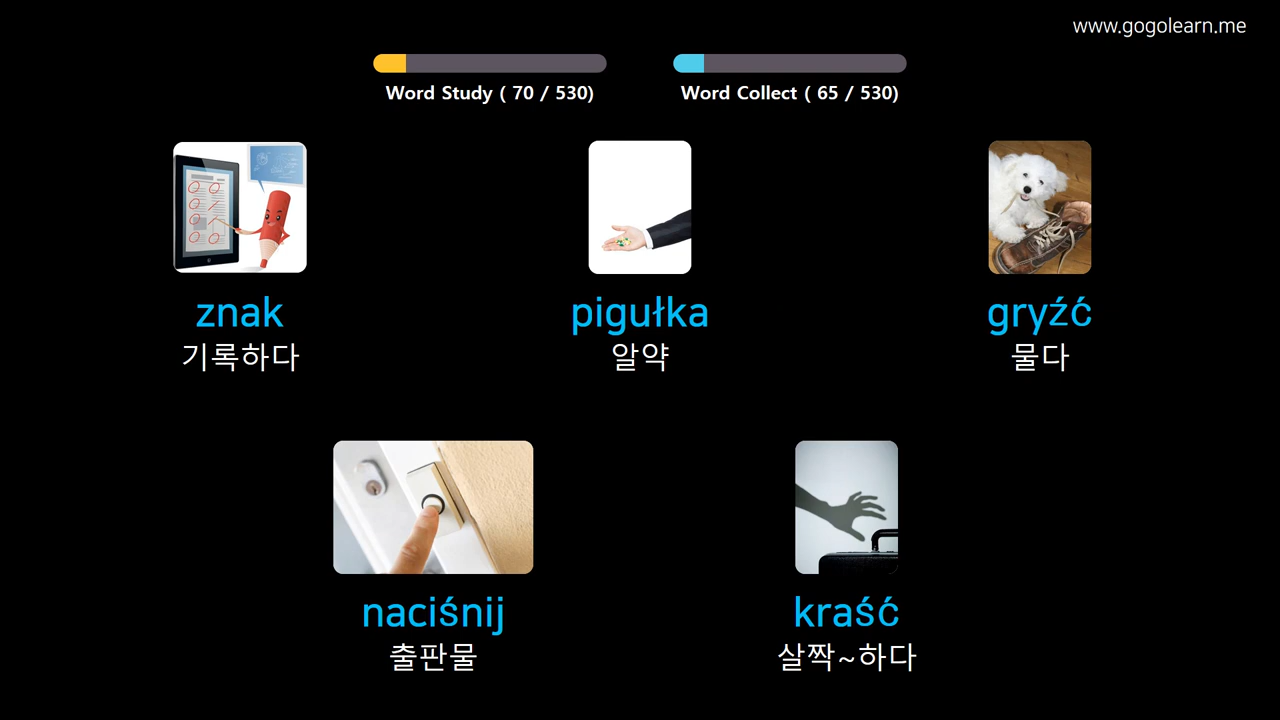 www.gogolearn.me
Word Study ( 70 / 530)
Word Collect ( 65 / 530)
znak
기록하다
pigułka
알약
gryźć
물다
naciśnij
출판물
kraść
살짝~하다